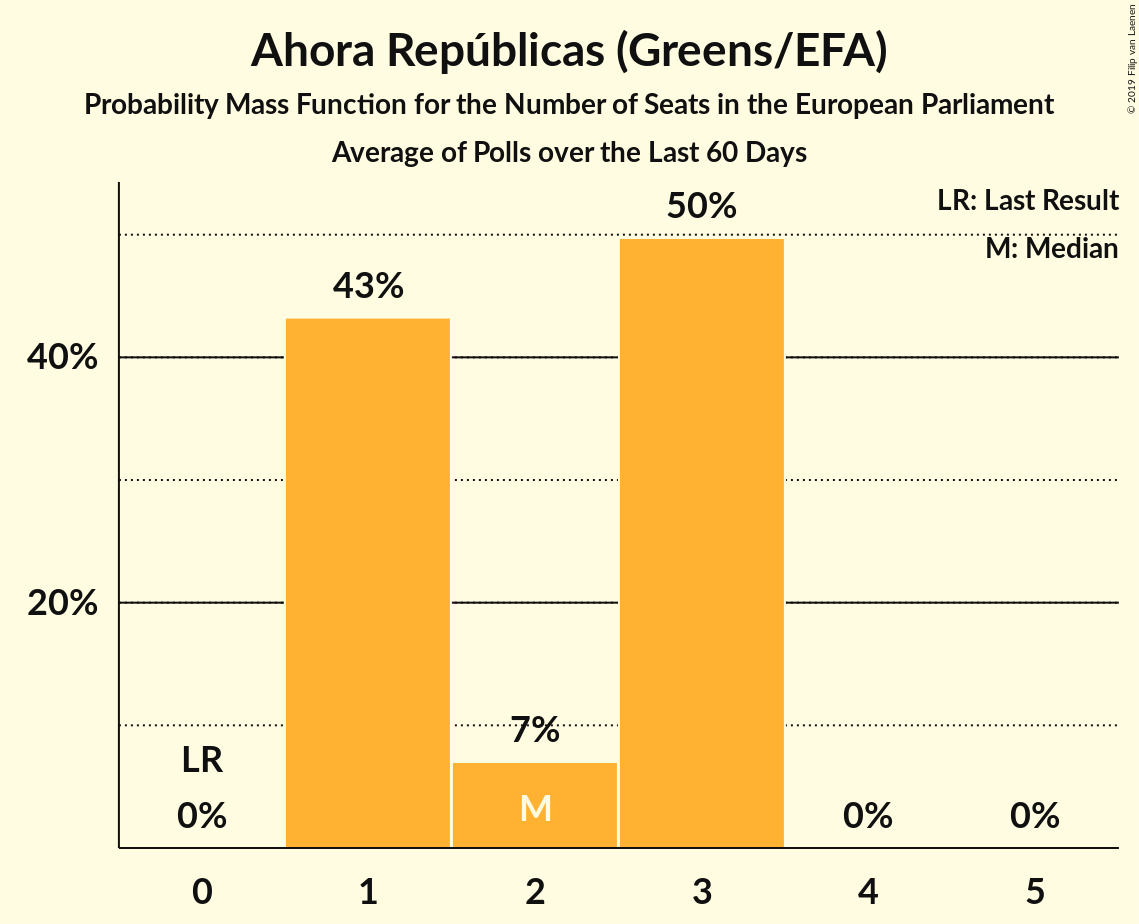 Ahora Repúblicas (Greens/EFA)
Probability Mass Function for the Number of Seats in the European Parliament
Average of Polls over the Last 60 Days
© 2019 Filip van Laenen
LR: Last Result
M: Median
50%
43%
40%
20%
7%
LR
M
0%
0%
0%
0
1
2
3
4
5